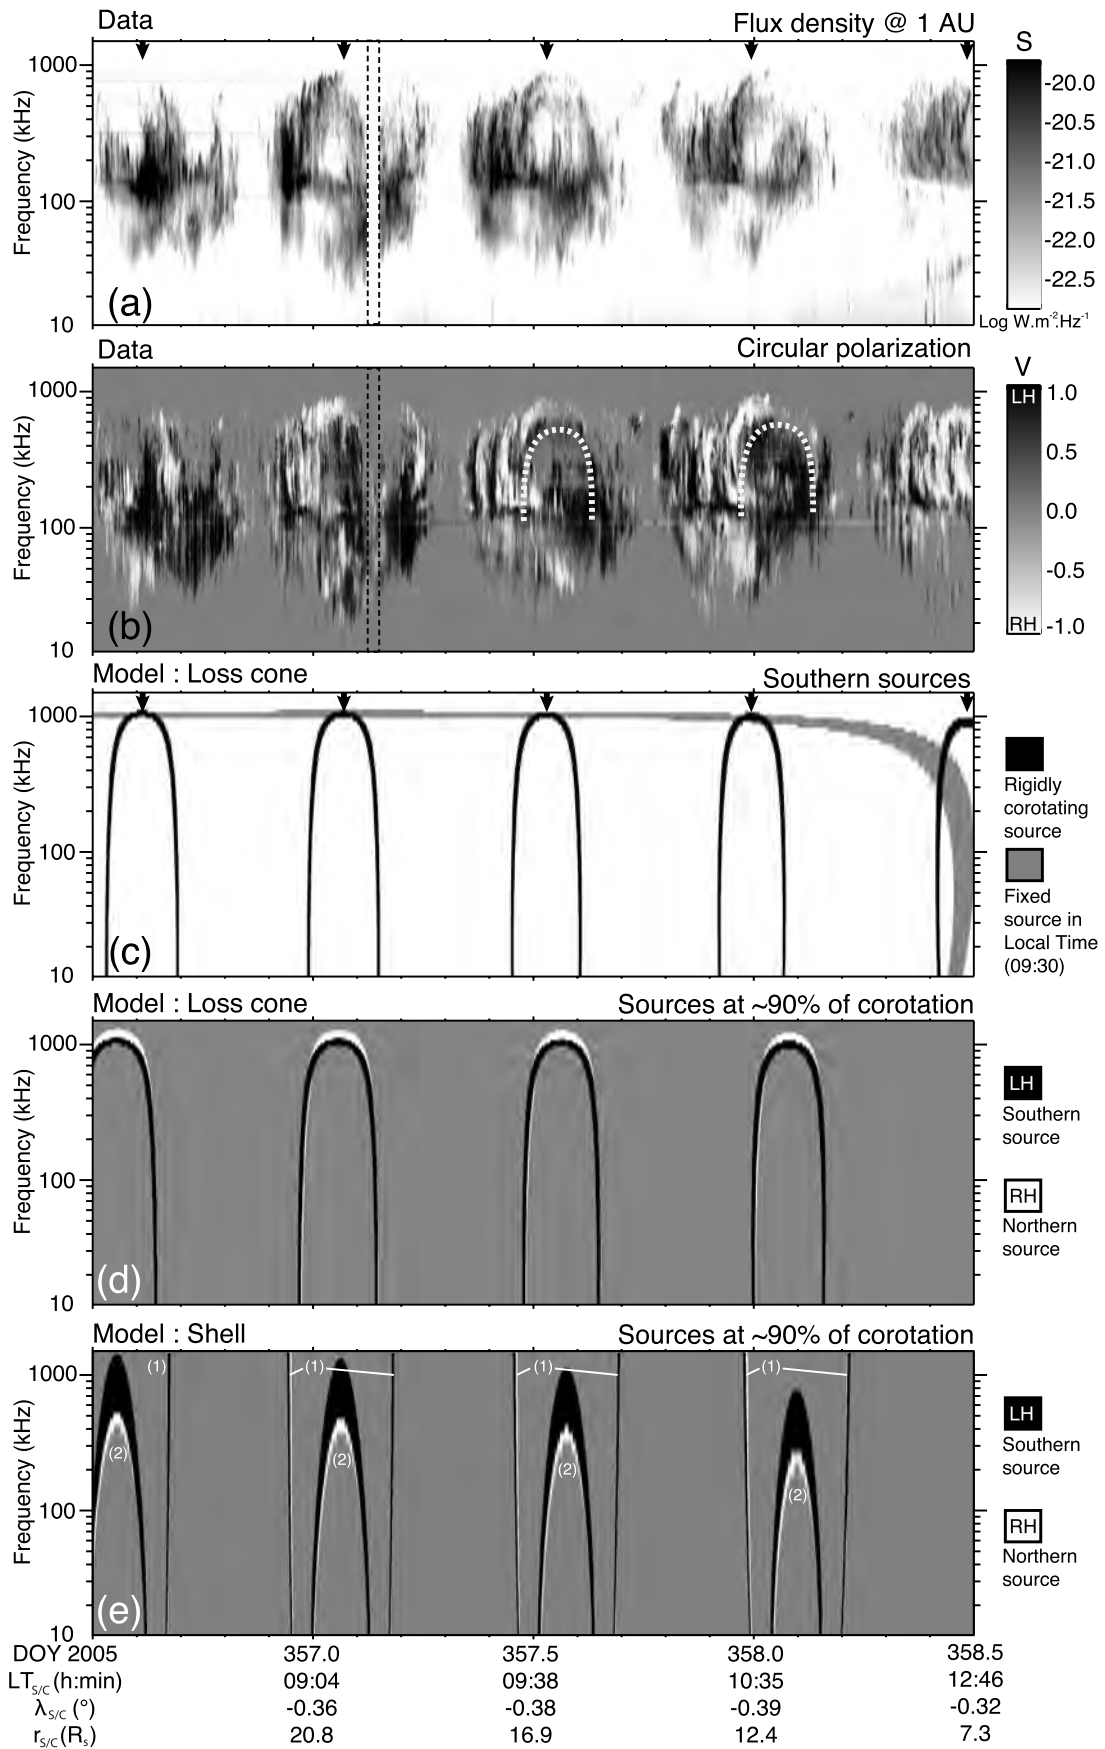 Data Flux density @ 1 AU
S
1000
100
10
Frequency (kHz)
(a)
-20.0
-20.5
-21.0
-21.5
-22.0
-22.5
Log W.m-2.Hz-1
Data Circular polarization
V
1000
100
10
Frequency (kHz)
(b)
LH 1.0
0.5
0.0
-0.5
RH -1.0
Model : Loss cone Southern sources
1000
100
10
Frequency (kHz)
(c)
Rigidly
corotating
source
Fixed
source in
Local Time
(09:30)
Model : Loss cone Sources at ~90% of corotation
1000
100
10
Frequency (kHz)
(d)
LH
Southern
source
RH
Northern
source
Model : Shell Sources at ~90% of corotation
1000
100
10
Frequency (kHz)
(1) (1) (1) (1)
(2) (2) (2) (2)
(e)
LH
Southern
source
RH
Northern
source
DOY 2005 357.0 357.5 358.0 358.5
LTS/C (h:min) 09:04 09:38 10:35 12:46
λS/C (°) -0.36 -0.38 -0.39 -0.32
rS/C (Rs) 20.8 16.9 12.4 7.3